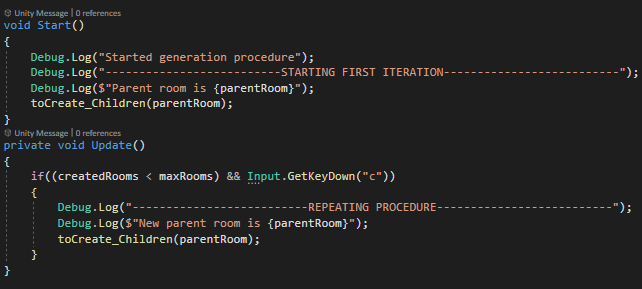 Unity Message | 0 references
void Start()
{
Debug.Log("Started generation procedure");
Debug.Log("--------------------------STARTING FIRST ITERATION--------------------------");
Debug.Log($"Parent room is {parentRoom}");
toCreate_Children(parentRoom);
}
Unity Message | 0 references
private void Update()
{
if((createdRooms < maxRooms) && Input.GetKeyDown("c"))
{
Debug.Log("--------------------------REPEATING PROCEDURE--------------------------");
Debug.Log($"New parent room is {parentRoom}");
toCreate_Children(parentRoom);
}
}